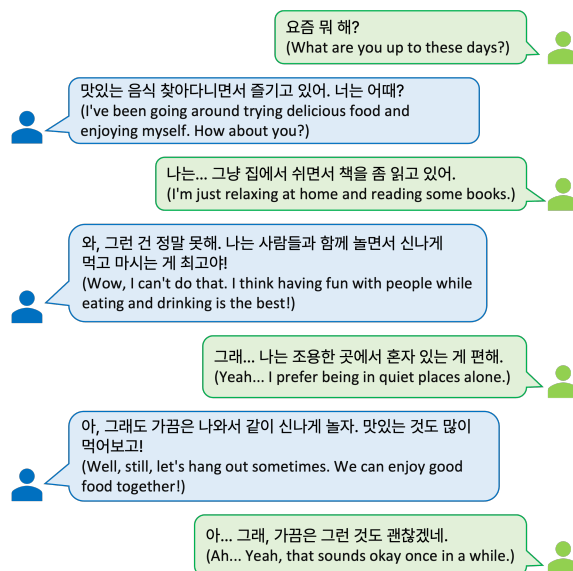 요즘 뭐 해?
(What are you up to these days?)
맛있는 음식 찾아다니면서 즐기고 있어. 너는 어때?
(I've been going around trying delicious food and
enjoying myself. How about you?)
나는... 그냥 집에서 쉬면서 책을 좀 읽고 있어.
(I'm just relaxing at home and reading some books.)
와, 그런 건 정말 못해. 나는 사람들과 함께 놀면서 신나게
먹고 마시는 게 최고야!
(Wow, I can't do that. I think having fun with people while
eating and drinking is the best!)
그래... 나는 조용한 곳에서 혼자 있는 게 편해.
(Yeah... I prefer being in quiet places alone.)
아, 그래도 가끔은 나와서 같이 신나게 놀자. 맛있는 것도 많이
먹어보고!
(Well, still, let's hang out sometimes. We can enjoy good
food together!)
아... 그래, 가끔은 그런 것도 괜찮겠네.
(Ah... Yeah, that sounds okay once in a while.)